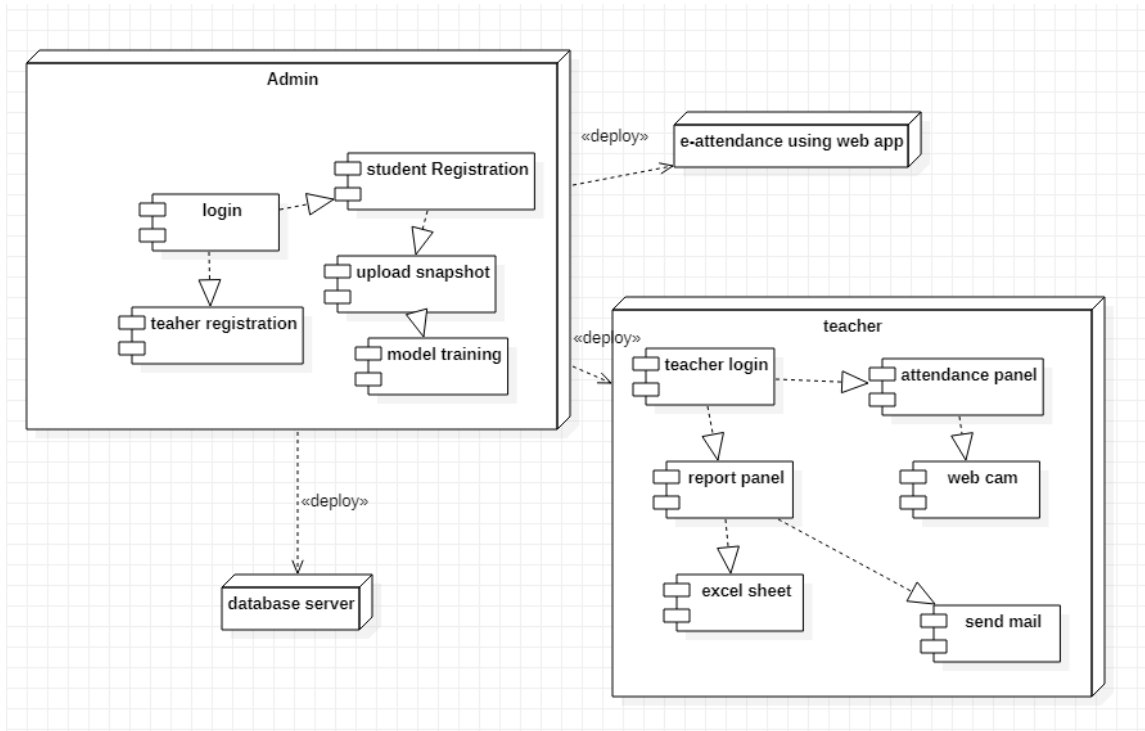 Admin
«deploy»
e-attendance using web app
student Registration
login
upload snapshot
teaher registration
model training
«deploy»
teacher
teacher login
attendance panel
report panel
web cam
«deploy»
excel sheet
send mail
database server